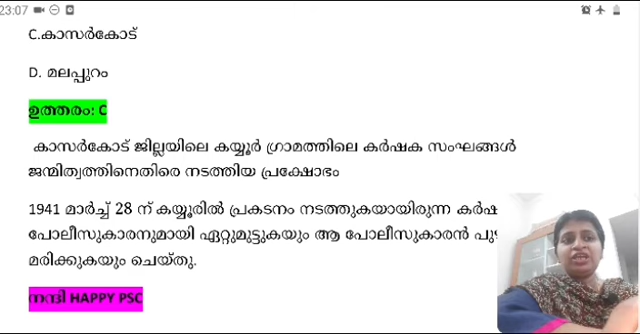 23:07
C.കാസർകോട്
D. മലപ്പുറം
ഉത്തരം: C
കാസർകോട് ജില്ലയിലെ കയ്യൂർ ഗ്രാമത്തിലെ കർഷക സംഘങ്ങൾ
ജന്മിത്വത്തിനെതിരെ നടത്തിയ പ്രക്ഷോഭം
1941 മാർച്ച് 28 ന് കയ്യൂരിൽ പ്രകടനം നടത്തുകയായിരുന്ന
പോലീസുകാരനുമായി ഏറ്റുമുട്ടുകയും ആ പോലീസുകാരൻ
മരിക്കുകയും ചെയ്തു.
നന്ദി HAPPY PSC